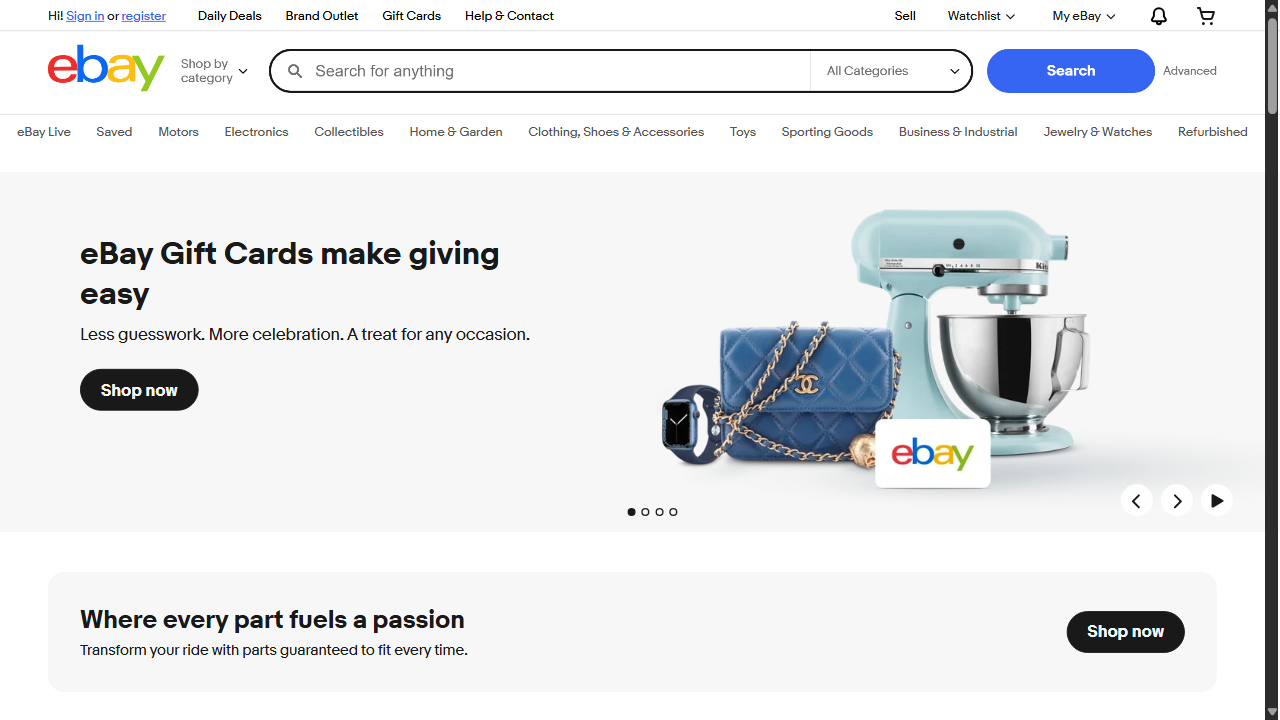 Hi! Sign in or register
Daily Deals
Brand Outlet
Gift Cards
Help & Contact
Sell
Watchlist
My eBay
ebay
Shop by category
Search for anything
All Categories
Search
Advanced
eBay Live
Saved
Motors
Electronics
Collectibles
Home & Garden
Clothing, Shoes & Accessories
Toys
Sporting Goods
Business & Industrial
Jewelry & Watches
Refurbished
eBay Gift Cards make giving
easy
Less guesswork. More celebration. A treat for any occasion.
Shop now
ebay
Where every part fuels a passion
Transform your ride with parts guaranteed to fit every time.
Shop now